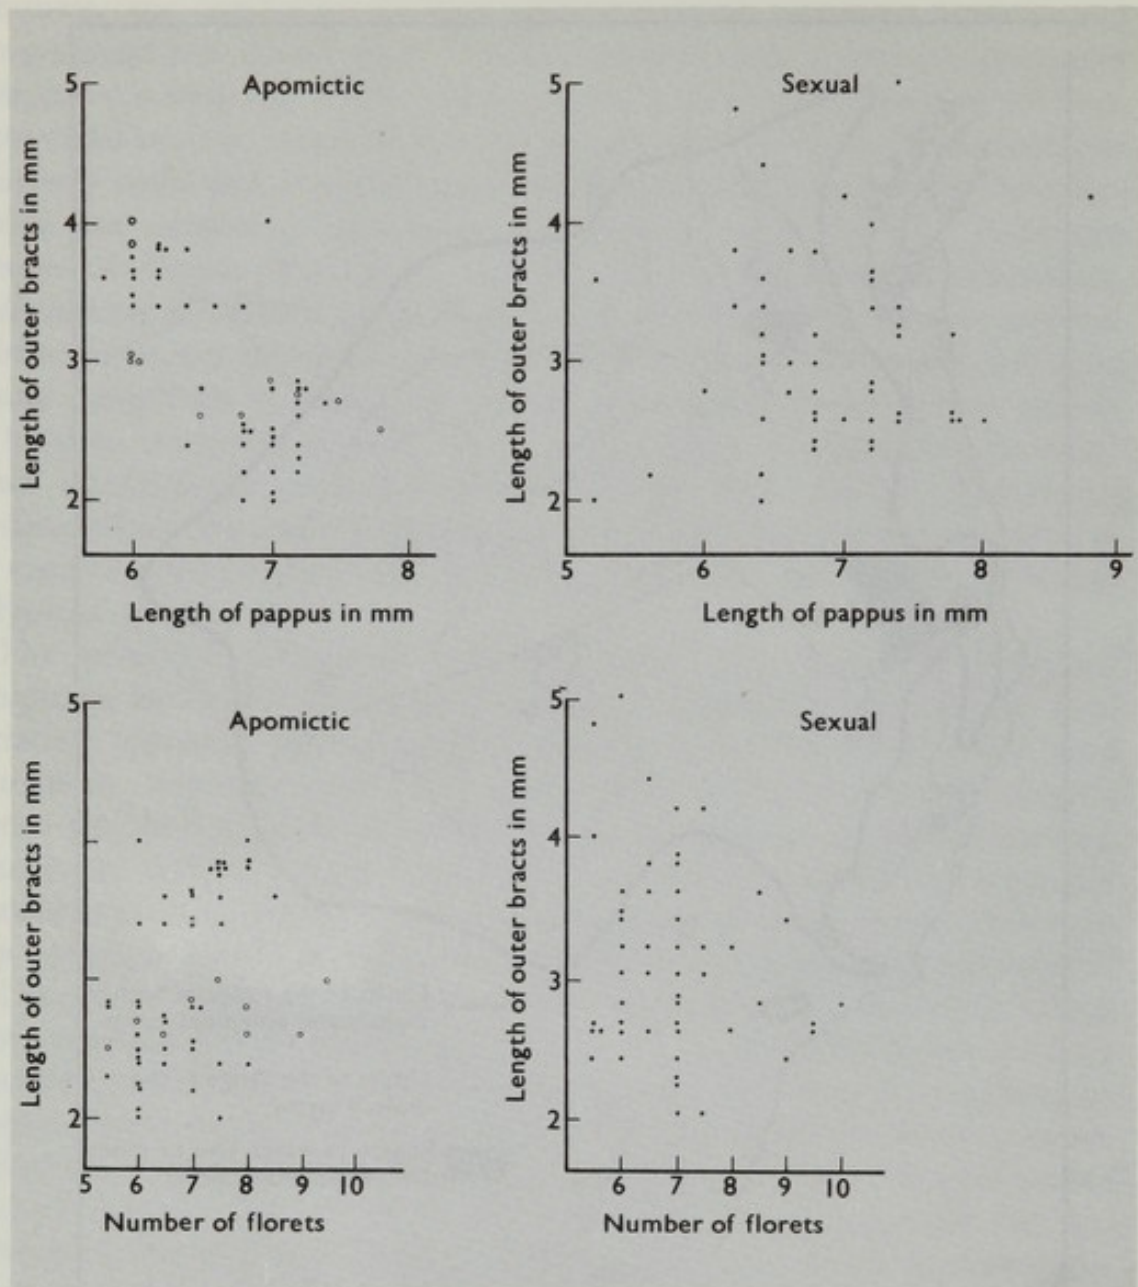 Apomictic
5
4
3
2
Length of outer bracts in mm
6 7 8
Length of pappus in mm
Sexual
5
4
3
2
Length of outer bracts in mm
5 6 7 8 9
Length of pappus in mm
Apomictic
5
2
Length of outer bracts in mm
5 6 7 8 9 10
Number of florets
Sexual
5
4
3
2
Length of outer bracts in mm
6 7 8 9 10
Number of florets